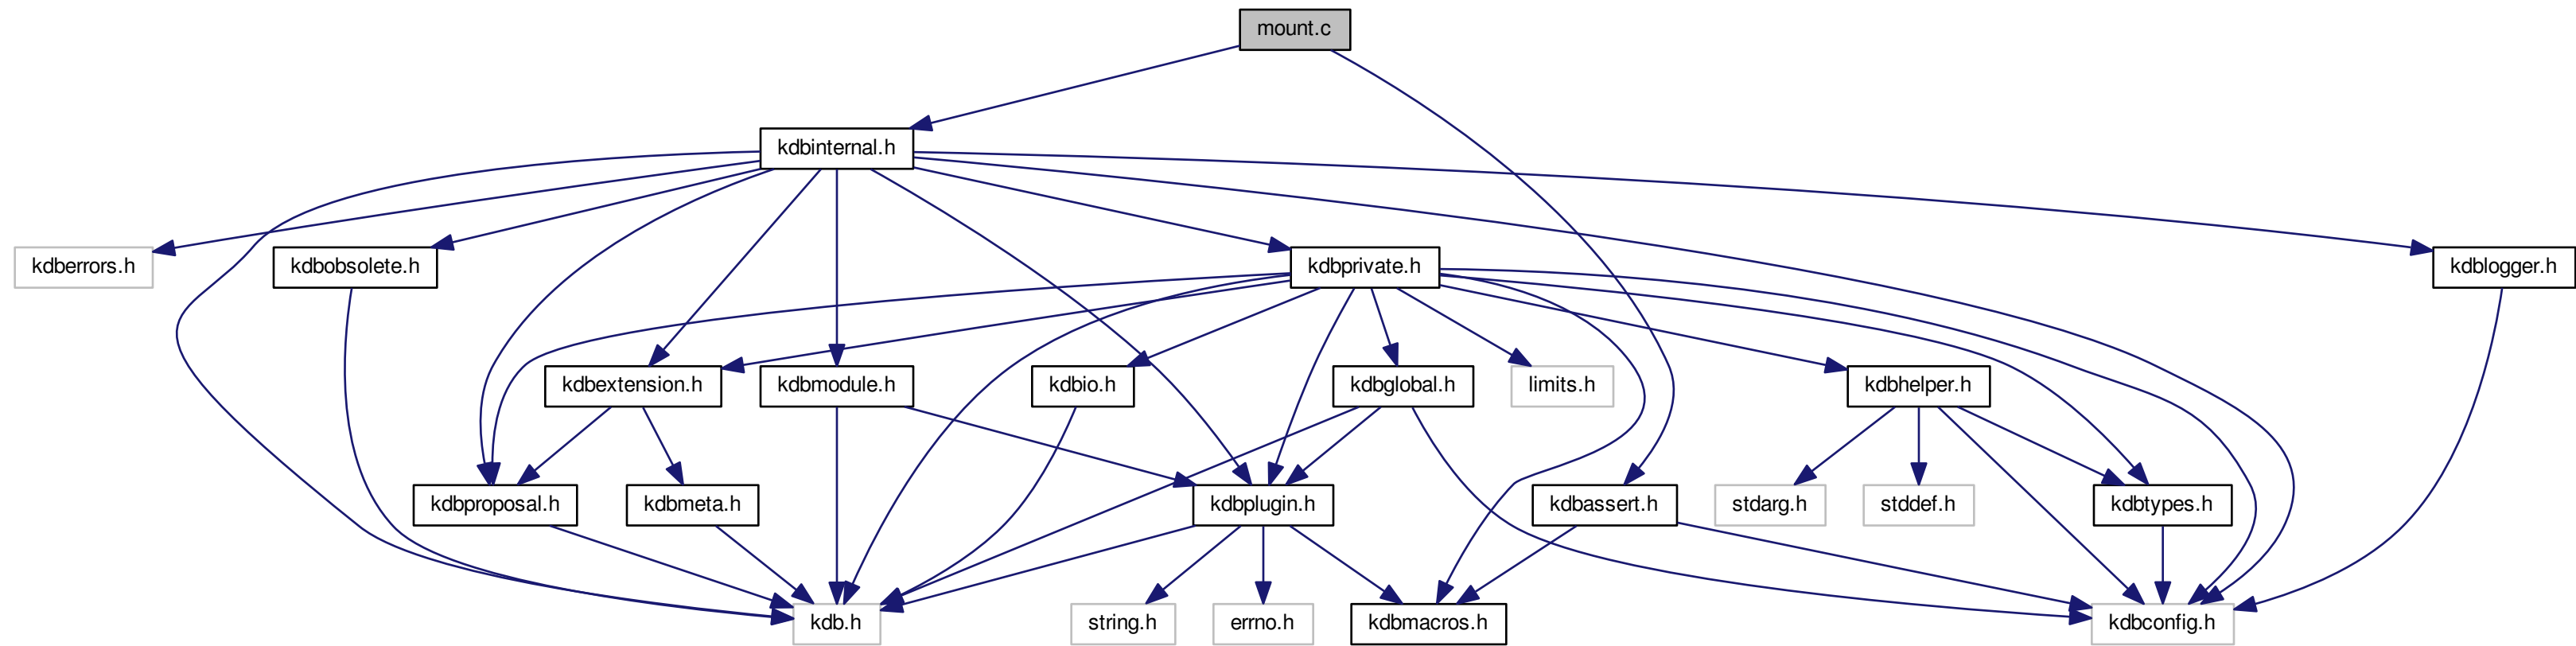 mount.c
kdbinternal.h
kdberrors.h
kdbobsolete.h
kdbprivate.h
kdblogger.h
kdbextension.h
kdbmodule.h
kdbio.h
kdbglobal.h
limits.h
kdbhelper.h
kdbproposal.h
kdbmeta.h
kdbplugin.h
kdbassert.h
stdarg.h
stddef.h
kdbtypes.h
kdb.h
string.h
errno.h
kdbmacros.h
kdbconfig.h